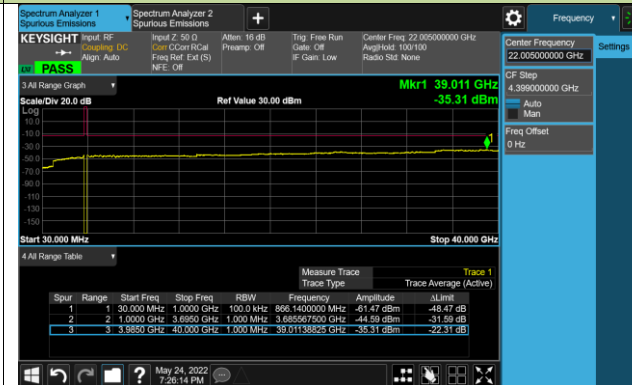 Spectrum Analyzer 1
Spurious Emissions
Spectrum Analyzer 2
Spurious Emissions
+
Frequency
KEYSIGHT
Input: RF
Coupling: DC
Align: Auto
Input Z: 50 Ω
Corr CCorr RCal
Freq Ref: Ext (S)
NFE: Off
Atten: 16 dB
Preamp: Off
Trig: Free Run
Gate: Off
IF Gain: Low
Center Freq: 22.005000000 GHz
Avg|Hold: 100/100
Radio Std: None
PASS
Center Frequency
22.005000000 GHz
Settings
CF Step
4.399000000 GHz
Auto
Man
Freq Offset
0 Hz
3 All Range Graph
Mkr1 39.011 GHz
Scale/Div 20.0 dB
Ref Value 30.00 dBm
-35.31 dBm
Log
10.0
-10.0
-30.0
-50.0
-70.0
-90.0
-110
-130
-150
1
Start 30.000 MHz
Stop 40.000 GHz
4 All Range Table
Measure Trace Trace 1
Trace Type Trace Average (Active)
Spur Range Start Freq Stop Freq RBW Frequency Amplitude ΔLimit
1 1 30.000 MHz 1.0000 GHz 100.0 kHz 866.1400000 MHz -61.47 dBm -48.47 dB
2 2 1.0000 GHz 3.6950 GHz 1.000 MHz 3.685567500 GHz -44.59 dBm -31.59 dB
3 3 3.9850 GHz 40.000 GHz 1.000 MHz 39.01138825 GHz -35.31 dBm -22.31 dB
?
May 24, 2022
7:26:14 PM